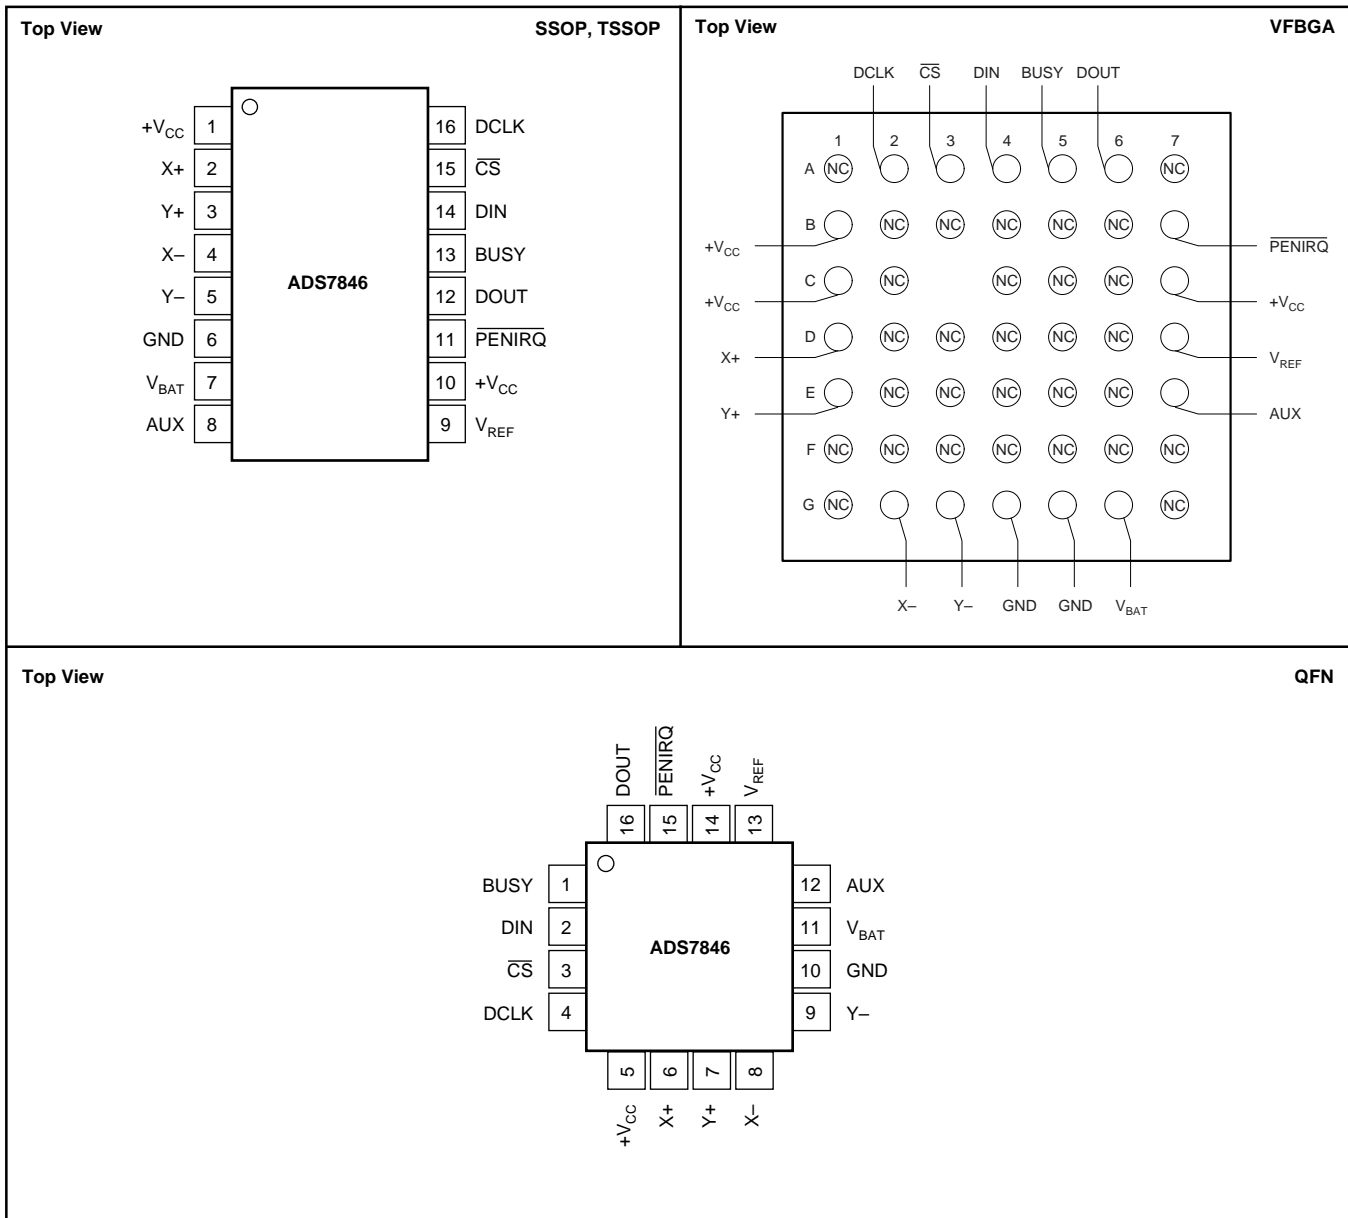 Top View SSOP, TSSOP
+VCC 1 16 DCLK
X+ 2 15 CS
Y+ 3 14 DIN
X– 4 13 BUSY
Y– 5 ADS7846 12 DOUT
GND 6 11 PENIRQ
VBAT 7 10 +VCC
AUX 8 9 VREF
Top View VFBGA
DCLK CS DIN BUSY DOUT
1 2 3 4 5 6 7
A NC NC
B NC NC NC NC NC
+VCC PENIRQ
C NC NC NC NC
+VCC +VCC
D NC NC NC NC NC
X+ VREF
E NC NC NC NC NC
Y+ AUX
F NC NC NC NC NC NC NC
G NC NC
X– Y– GND GND VBAT
Top View QFN
DOUT PENIRQ +VCC VREF
16 15 14 13
BUSY 1 12 AUX
DIN 2 11 VBAT
ADS7846
CS 3 10 GND
DCLK 4 9 Y–
5 6 7 8
+VCC X+ Y+ X–